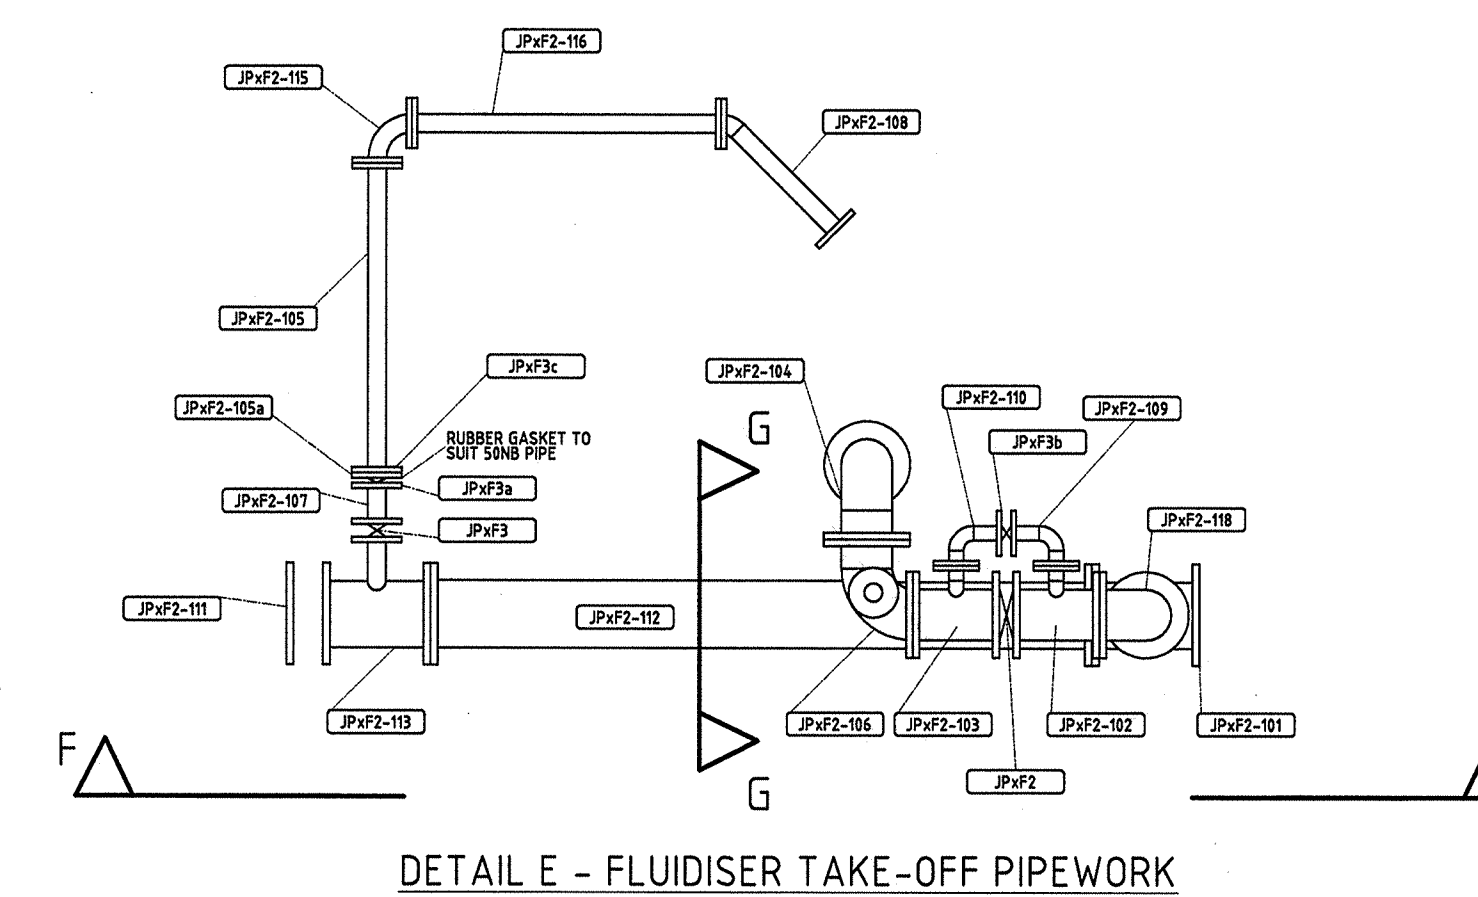 JPxF2-116
JPxF2-115
JPxF2-108
JPxF2-105
JPxF3c
JPxF2-104
JPxF2-110
JPxF2-105a
JPxF2-109
G
RUBBER GASKET TO
SUIT 50NB PIPE
JPxF3b
JPxF3a
JPxF2-107
JPxF3
JPxF2-118
JPxF2-111
JPxF2-112
JPxF2-113
JPxF2-106
JPxF2-103
JPxF2-102
JPxF2-101
F
JPxF2
G
DETAIL E - FLUIDISER TAKE-OFF PIPEWORK